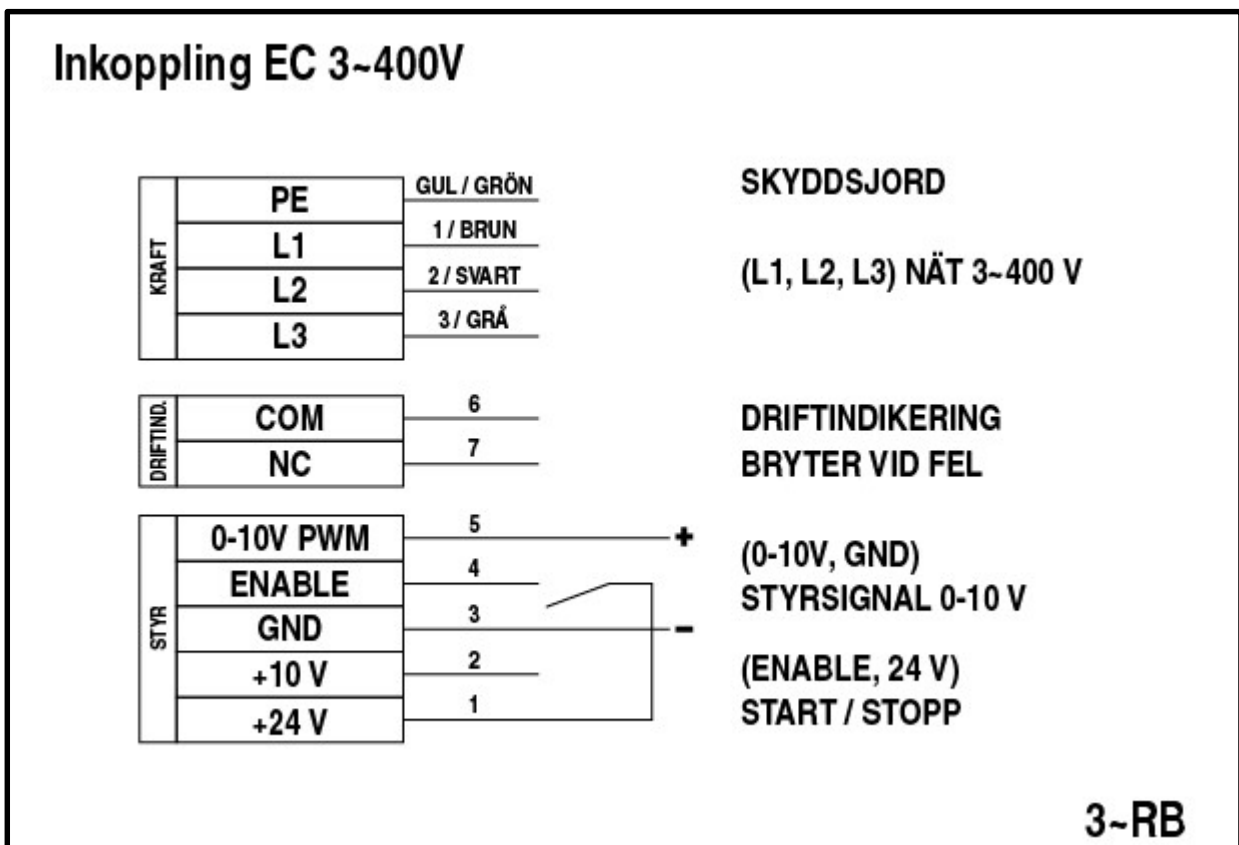 Inkoppling EC 3~400V
KRAFT
PE GUL / GRÖN SKYDDSJORD
L1 1 / BRUN
L2 2 / SVART (L1, L2, L3) NÄT 3~400 V
L3 3 / GRÅ
DRIFTIND.
COM 6 DRIFTINDIKERING
NC 7 BRYTER VID FEL
STYR
0-10V PWM 5 + (0-10V, GND)
ENABLE 4 STYRSIGNAL 0-10 V
GND 3 -
+10 V 2 (ENABLE, 24 V)
+24 V 1 START / STOPP
3~RB